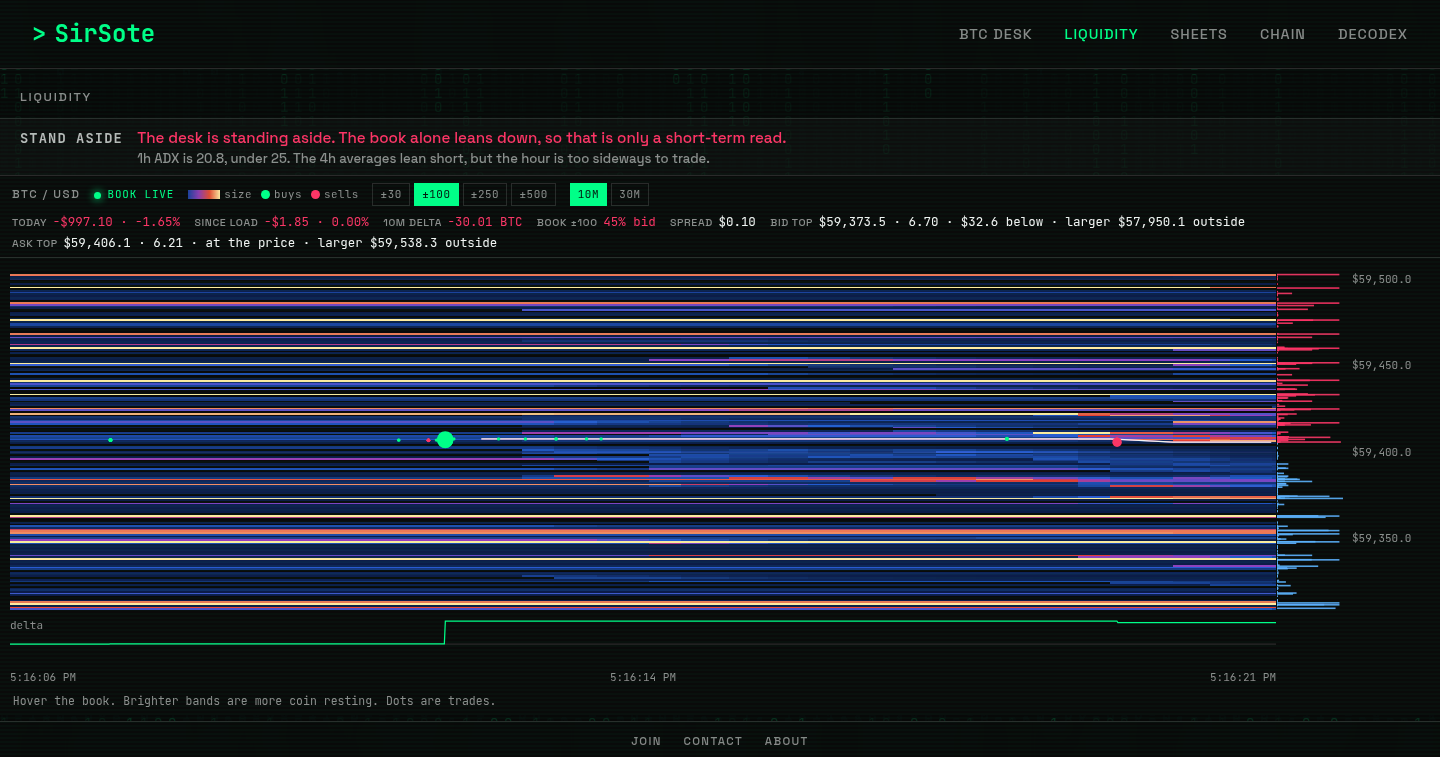 > SirSote
BTC DESK LIQUIDITY SHEETS CHAIN DECODEX
LIQUIDITY
STAND ASIDE The desk is standing aside. The book alone leans down, so that is only a short-term read.
1h ADX is 20.8, under 25. The 4h averages lean short, but the hour is too sideways to trade.
BTC / USD BOOK LIVE size buys sells ±30 ±100 ±250 ±500 10M 30M
TODAY -$997.10 · -1.65% SINCE LOAD -$1.85 · 0.00% 10M DELTA -30.01 BTC BOOK ±100 45% bid SPREAD $0.10 BID TOP $59,373.5 · 6.70 · $32.6 below · larger $57,950.1 outside
ASK TOP $59,406.1 · 6.21 · at the price · larger $59,538.3 outside
$59,500.0
$59,450.0
$59,400.0
$59,350.0
delta
5:16:06 PM 5:16:14 PM 5:16:21 PM
Hover the book. Brighter bands are more coin resting. Dots are trades.
JOIN CONTACT ABOUT